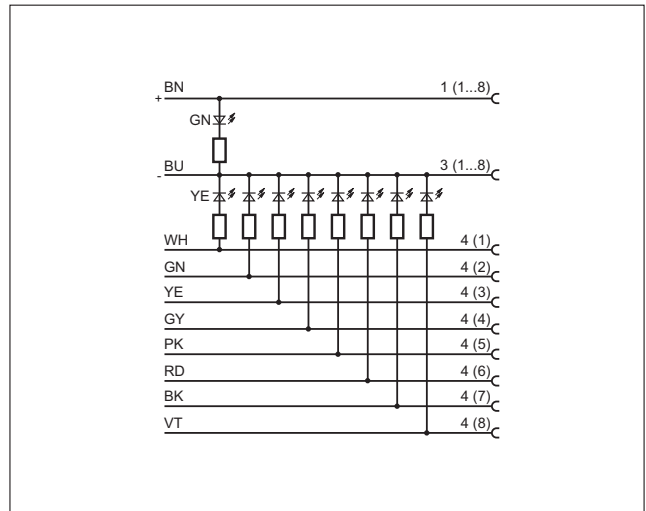 BN 1 (1...8)
+
GN
BU 3 (1...8)
-
YE
WH 4 (1)
GN 4 (2)
YE 4 (3)
GY 4 (4)
PK 4 (5)
RD 4 (6)
BK 4 (7)
VT 4 (8)